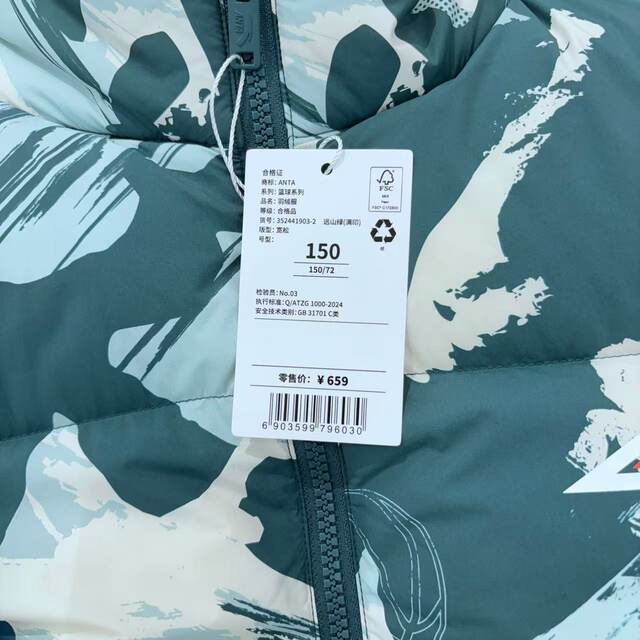 ANTA
合格证
商标: ANTA
系列: 篮球系列
品名: 羽绒服
等级: 合格品
货号: 352441903-2 远山绿(满印)
版型: 宽松
号型:
150
150/72
检验员: No.03
执行标准: Q/ATZG 1000-2024
安全技术类别: GB 31701 C类
零售价: ¥ 659
6 903599 796030
FSC